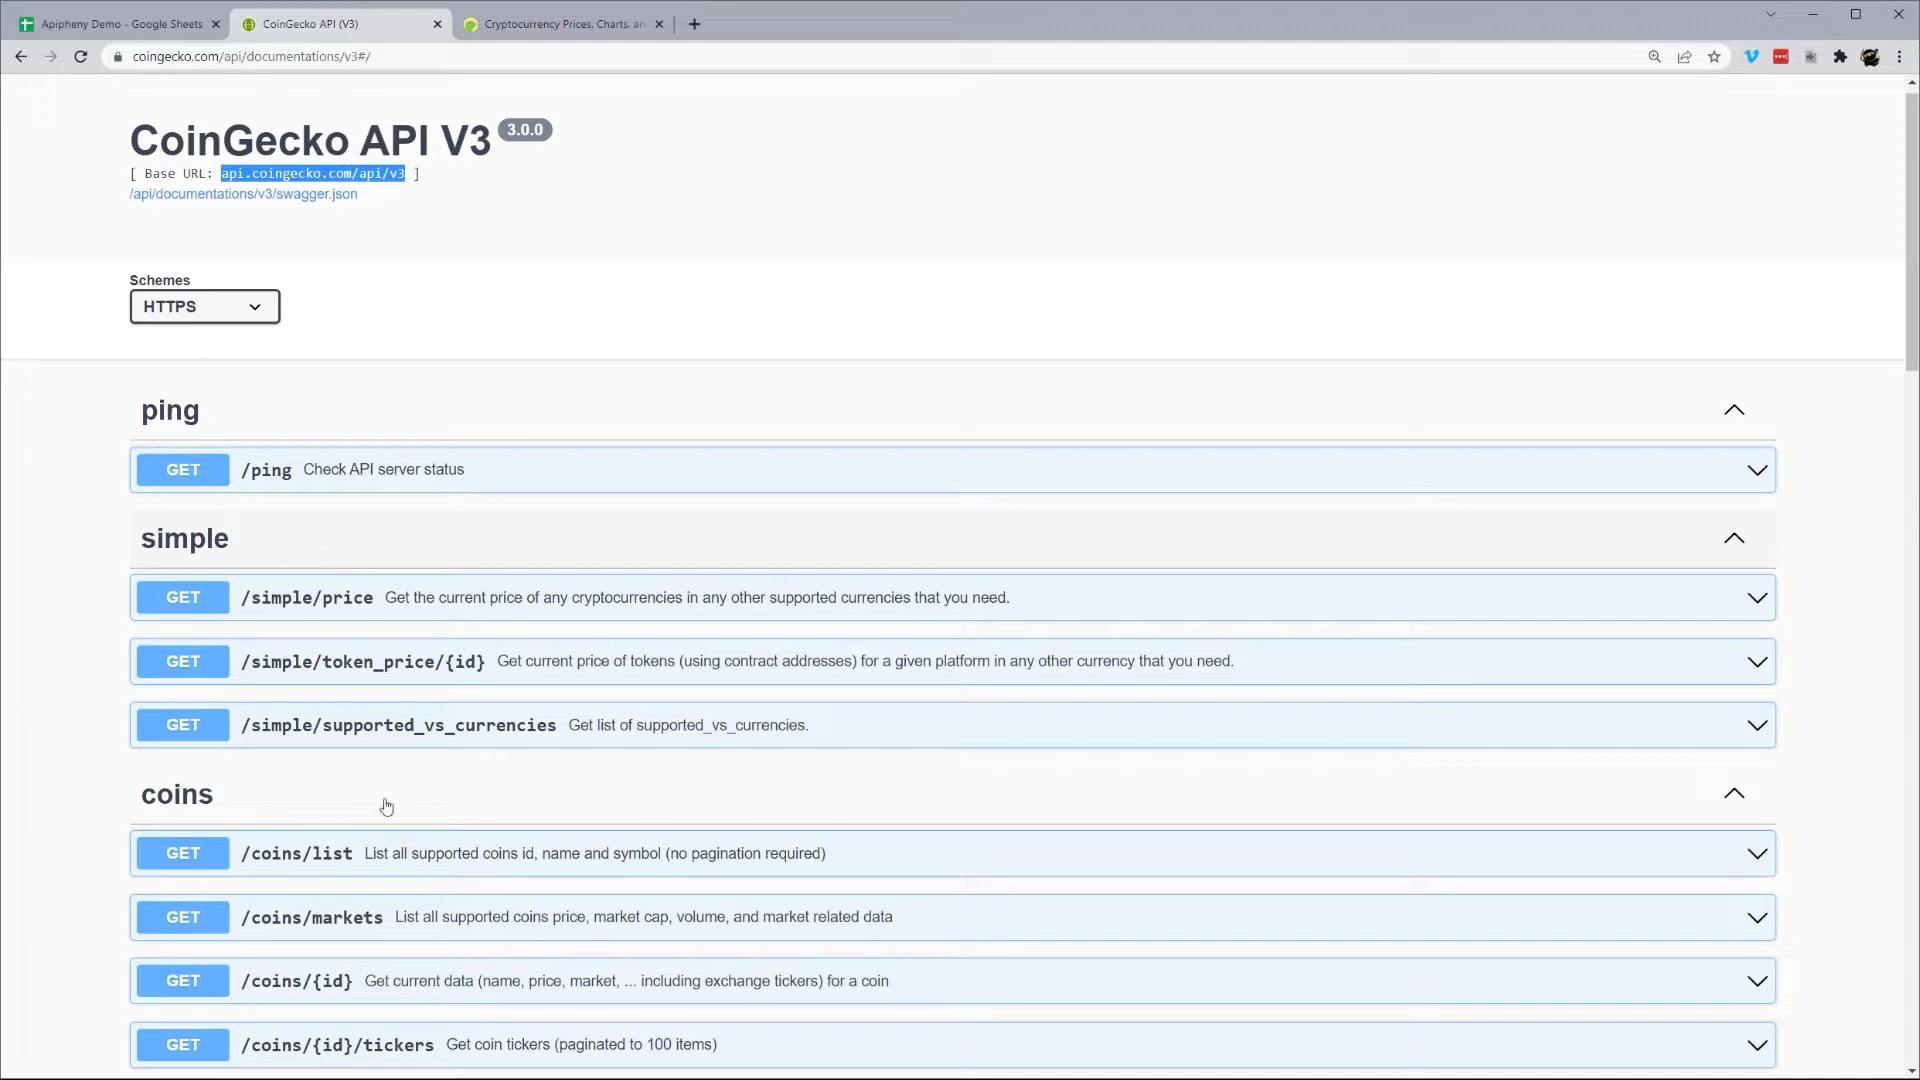 Apipheny Demo - Google Sheets
CoinGecko API (V3)
Cryptocurrency Prices, Charts, an
coingecko.com/api/documentations/v3#/
CoinGecko API V3 3.0.0
[ Base URL: api.coingecko.com/api/v3 ]
/api/documentations/v3/swagger.json
Schemes
HTTPS
ping
GET /ping Check API server status
simple
GET /simple/price Get the current price of any cryptocurrencies in any other supported currencies that you need.
GET /simple/token_price/{id} Get current price of tokens (using contract addresses) for a given platform in any other currency that you need.
GET /simple/supported_vs_currencies Get list of supported_vs_currencies.
coins
GET /coins/list List all supported coins id, name and symbol (no pagination required)
GET /coins/markets List all supported coins price, market cap, volume, and market related data
GET /coins/{id} Get current data (name, price, market, ... including exchange tickers) for a coin
GET /coins/{id}/tickers Get coin tickers (paginated to 100 items)